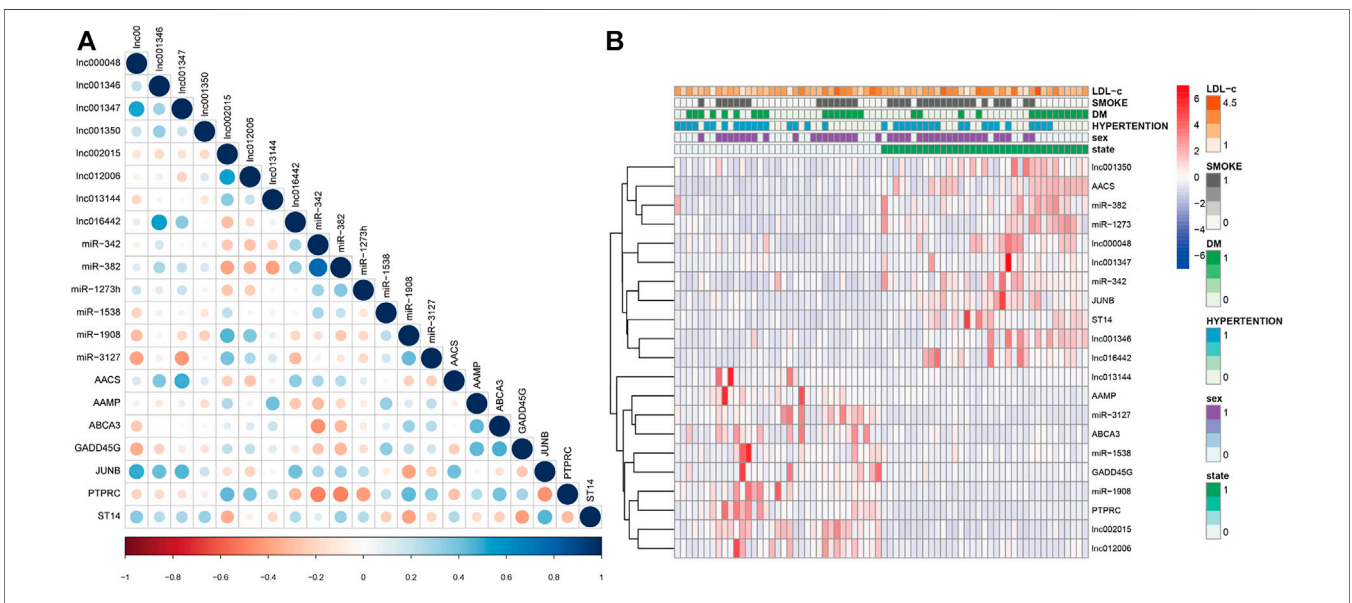 A
lnc00
lnc001346
lnc001347
lnc001350
lnc002015
lnc012006
lnc013144
lnc016442
miR-342
miR-382
miR-1273h
miR-1538
miR-1908
miR-3127
AACS
AAMP
ABCA3
GADD45G
JUNB
PTPRC
ST14
lnc000048
lnc001346
lnc001347
lnc001350
lnc002015
lnc012006
lnc013144
lnc016442
miR-342
miR-382
miR-1273h
miR-1538
miR-1908
miR-3127
AACS
AAMP
ABCA3
GADD45G
JUNB
PTPRC
ST14
-1 -0.8 -0.6 -0.4 -0.2 0 0.2 0.4 0.6 0.8 1
B
LDL-c
SMOKE
DM
HYPERTENTION
sex
state
lnc001350
AACS
miR-382
miR-1273
lnc000048
lnc001347
miR-342
JUNB
ST14
lnc001346
lnc016442
lnc013144
AAMP
miR-3127
ABCA3
miR-1538
GADD45G
miR-1908
PTPRC
lnc002015
lnc012006
6
4
2
0
-2
-4
-6
LDL-c
4.5
1
SMOKE
1
0
DM
1
0
HYPERTENTION
1
0
sex
1
0
state
1
0